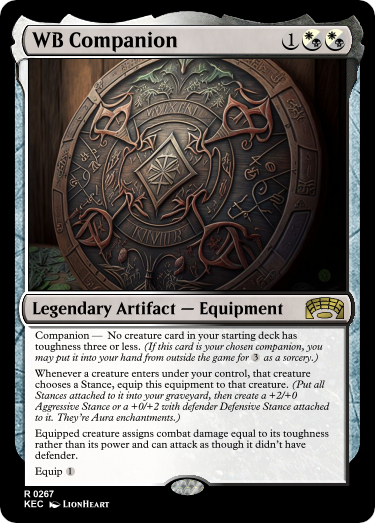 WB Companion
1
Legendary Artifact — Equipment
Companion — No creature card in your starting deck has
toughness three or less. (If this card is your chosen companion, you
may put it into your hand from outside the game for 3 as a sorcery.)
Whenever a creature enters under your control, that creature
chooses a Stance, equip this equipment to that creature. (Put all
Stances attached to it into your graveyard, then create a +2/+0
Aggressive Stance or a +0/+2 with defender Defensive Stance attached
to it. They're Aura enchantments.)
Equipped creature assigns combat damage equal to its toughness
rather than its power and can attack as though it didn't have
defender.
Equip 1
R 0267
KEC LionHeart